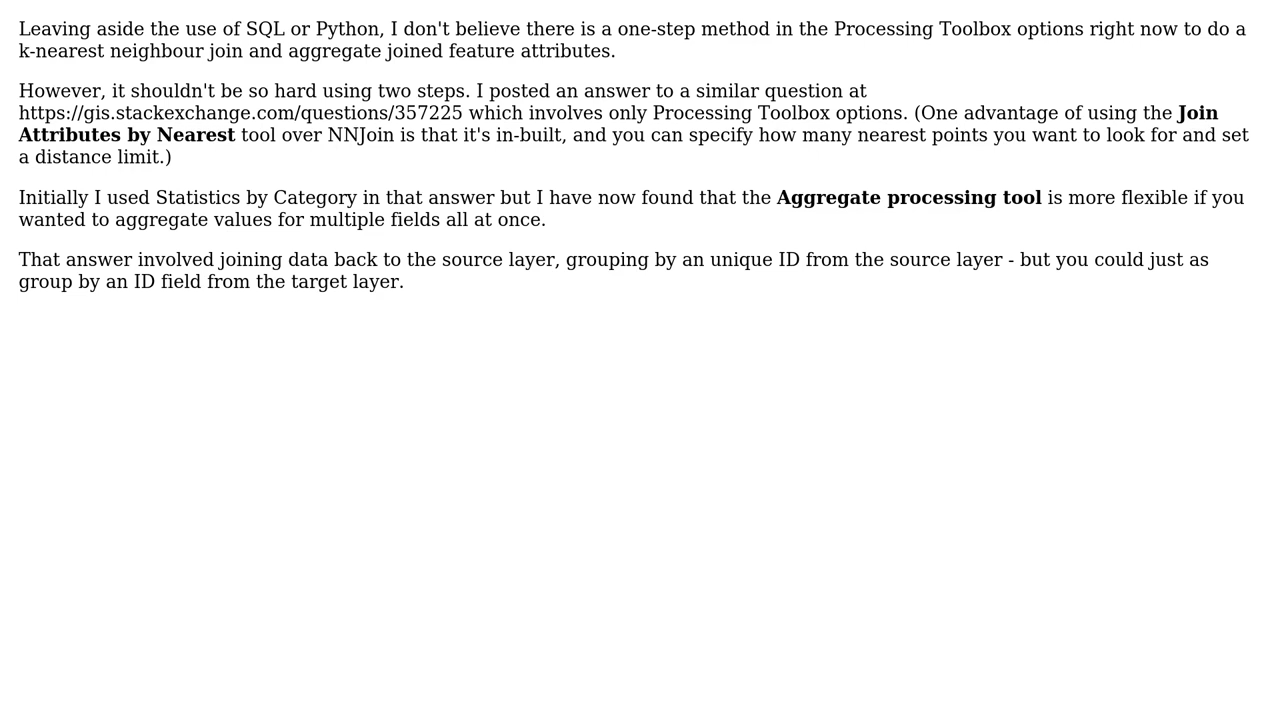 Leaving aside the use of SQL or Python, I don't believe there is a one-step method in the Processing Toolbox options right now to do a
k-nearest neighbour join and aggregate joined feature attributes.
However, it shouldn't be so hard using two steps. I posted an answer to a similar question at
https://gis.stackexchange.com/questions/357225 which involves only Processing Toolbox options. (One advantage of using the Join
Attributes by Nearest tool over NNJoin is that it's in-built, and you can specify how many nearest points you want to look for and set
a distance limit.)
Initially I used Statistics by Category in that answer but I have now found that the Aggregate processing tool is more flexible if you
wanted to aggregate values for multiple fields all at once.
That answer involved joining data back to the source layer, grouping by an unique ID from the source layer - but you could just as
group by an ID field from the target layer.